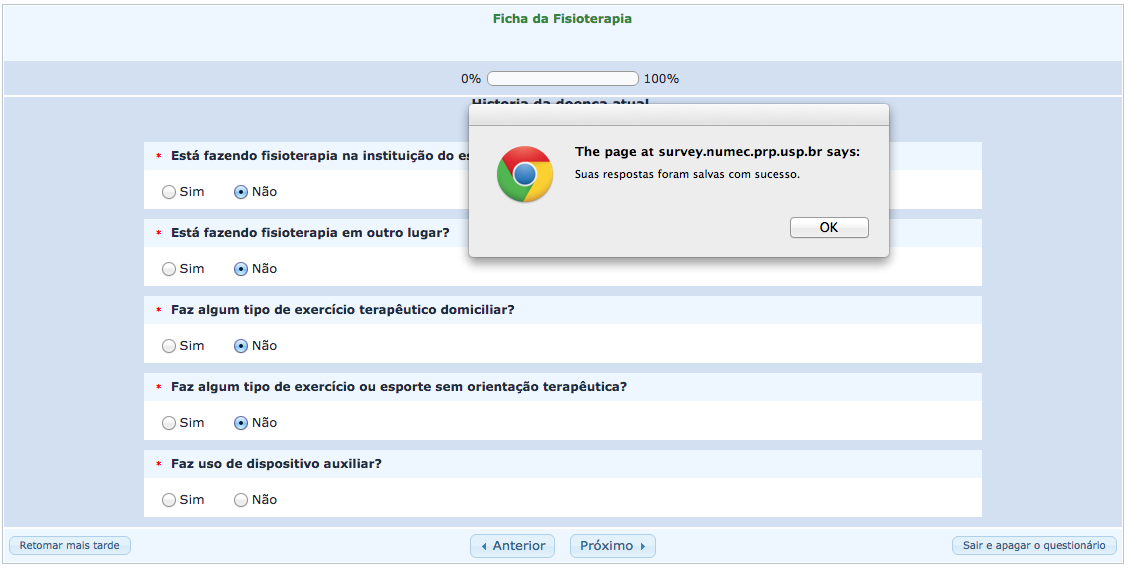 Ficha da Fisioterapia
0% 100%
Historia da doença atual
The page at survey.numec.prp.usp.br says:
Suas respostas foram salvas com sucesso.
OK
* Está fazendo fisioterapia na instituição do
Sim Não
* Está fazendo fisioterapia em outro lugar?
Sim Não
* Faz algum tipo de exercício terapêutico domiciliar?
Sim Não
* Faz algum tipo de exercício ou esporte sem orientação terapêutica?
Sim Não
* Faz uso de dispositivo auxiliar?
Sim Não
Retomar mais tarde Anterior Próximo Sair e apagar o questionário